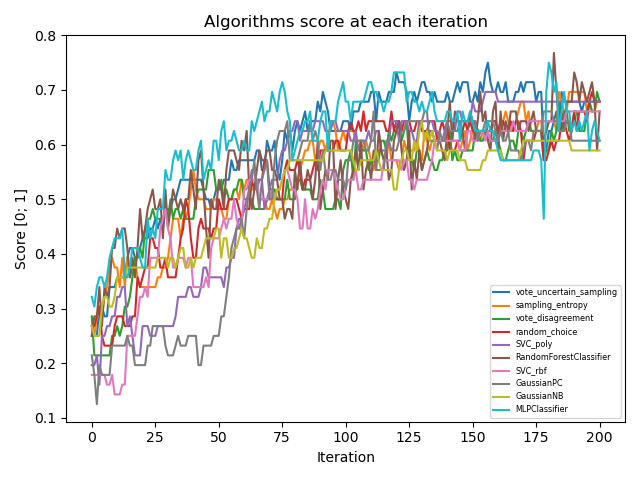 Algorithms score at each iteration
Score [0; 1]
0.8
0.7
0.6
0.5
0.4
0.3
0.2
0.1
vote_uncertain_sampling
sampling_entropy
vote_disagreement
random_choice
SVC_poly
RandomForestClassifier
SVC_rbf
GaussianPC
GaussianNB
MLPClassifier
0 25 50 75 100 125 150 175 200
Iteration